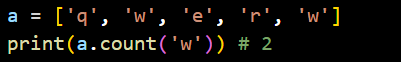 a = ['q', 'w', 'e', 'r', 'w']
print(a.count('w')) # 2